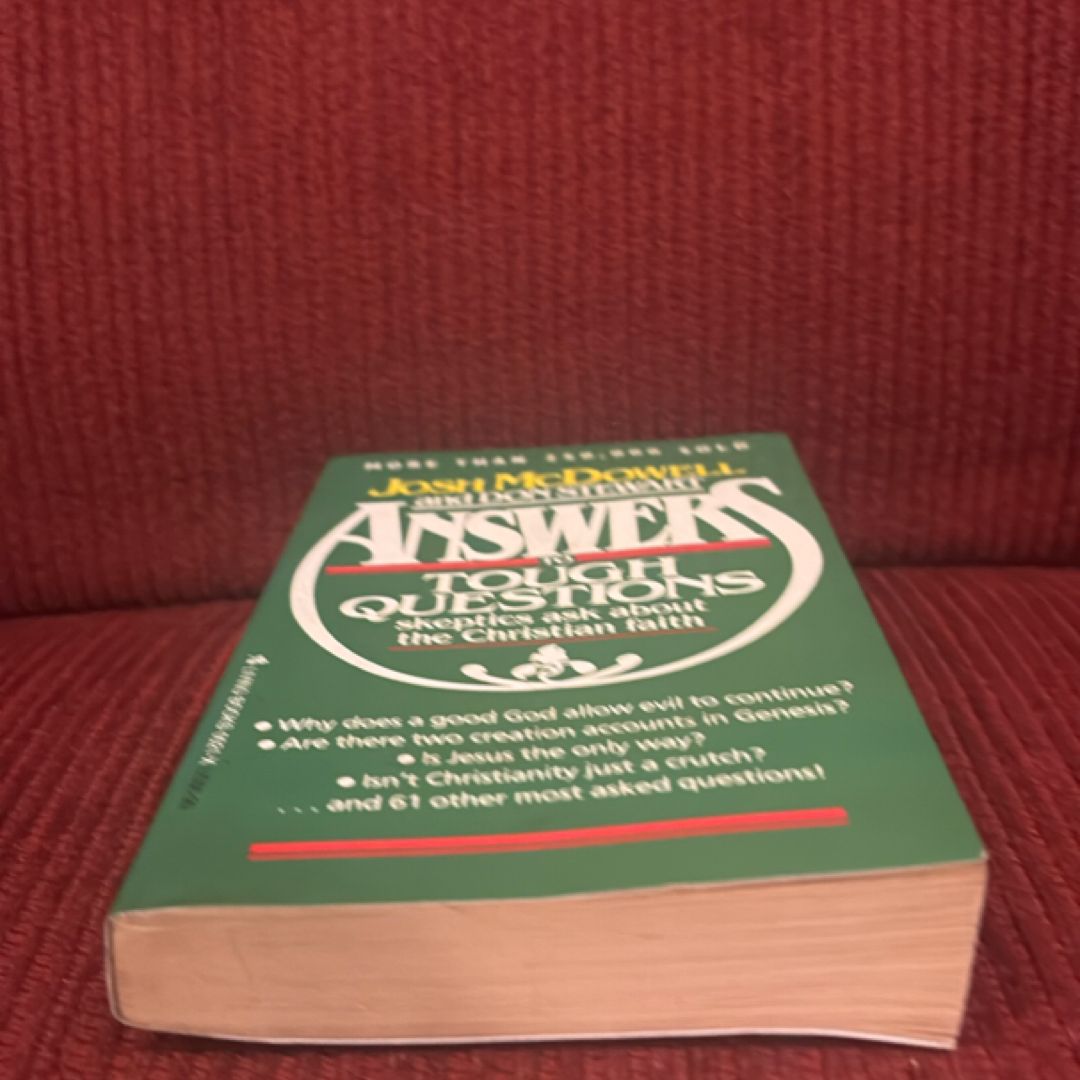 MORE THAN SOLD
JOSH MCDOWELL
and DON STEWART
ANSWERS
TO
TOUGH
QUESTIONS
skeptics ask about
the Christian faith
• Why does a good God allow evil to continue?
• Are there two creation accounts in Genesis?
• Is Jesus the only way?
• Isn't Christianity just a crutch?
. . . and 61 other most asked questions!